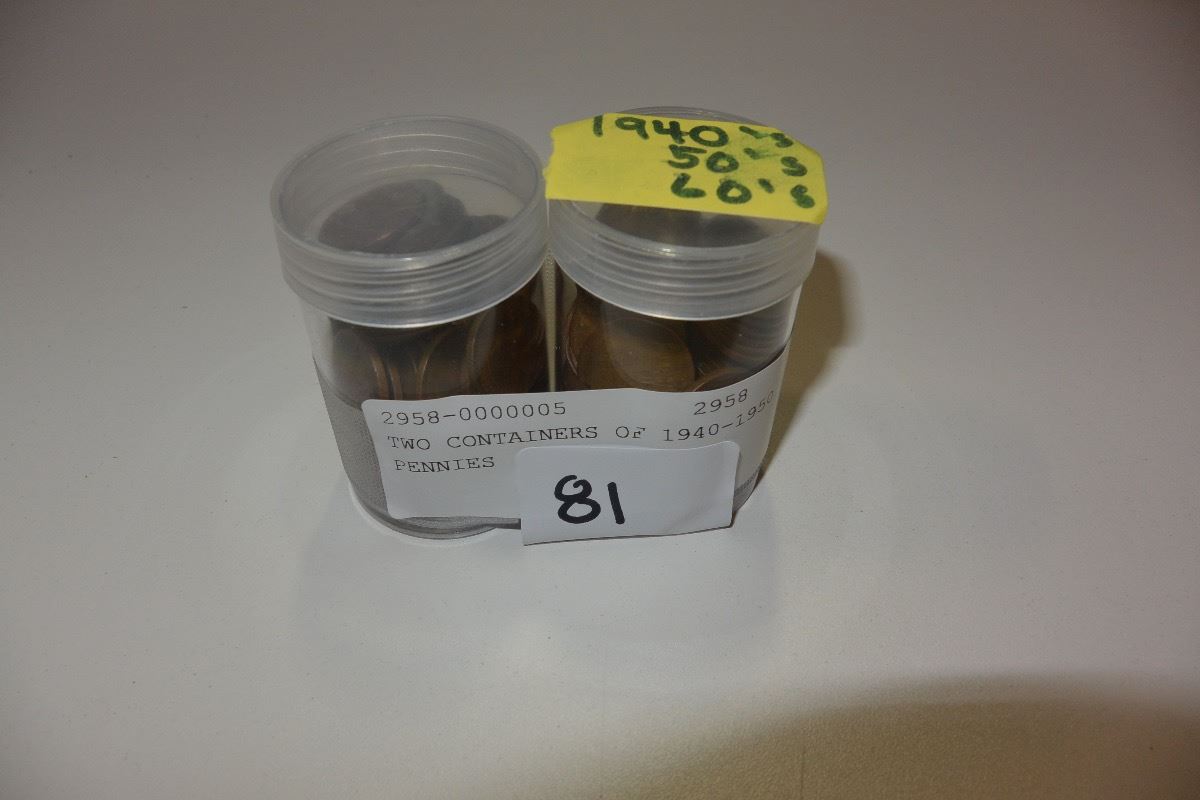 1940's
50's
60's
2958-0000005 2958
TWO CONTAINERS OF 1940-1950
PENNIES
81